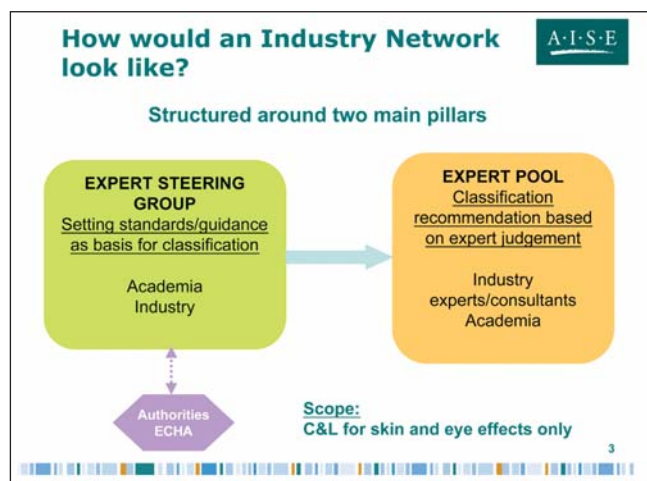 How would an Industry Network
look like?
A·I·S·E
Structured around two main pillars
EXPERT STEERING
GROUP
Setting standards/guidance
as basis for classification
Academia
Industry
EXPERT POOL
Classification
recommendation based
on expert judgement
Industry
experts/consultants
Academia
Authorities
ECHA
Scope:
C&L for skin and eye effects only
3